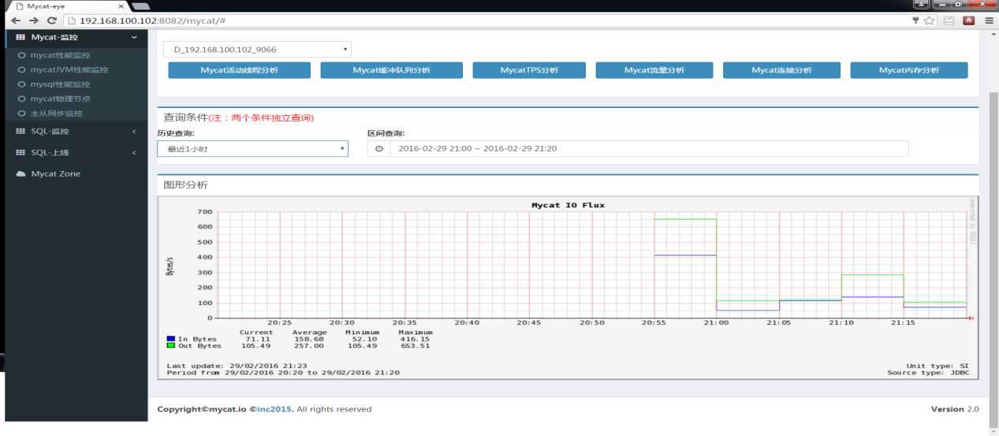 Mycat-eye
192.168.100.102:8082/mycat/#
Mycat-监控
mycat性能监控
mycatJVM性能监控
mysql性能监控
mycat物理节点
主从同步监控
SQL-监控
SQL-上线
Mycat Zone
D_192.168.100.102_9066
Mycat活动线程分析 Mycat缓冲队列分析 MycatTPS分析 Mycat流量分析 Mycat连接分析 Mycat内存分析
查询条件(注：两个条件独立查询)
历史查询: 区间查询:
最近1小时 2016-02-29 21:00 ~ 2016-02-29 21:20
图形分析
Mycat IO Flux
Generated by RRD4J
Bytes/s
700
600
500
400
300
200
100
0
20:25 20:30 20:35 20:40 20:45 20:50 20:55 21:00 21:05 21:10 21:15
Current Average Minimum Maximum
In Bytes 71.11 158.68 52.10 416.15
Out Bytes 105.49 257.00 105.49 653.51
Last update: 29/02/2016 21:23 Unit type: SI
Period from 29/02/2016 20:20 to 29/02/2016 21:20 Source type: JDBC
Copyright©mycat.io ©inc2015. All rights reserved Version 2.0